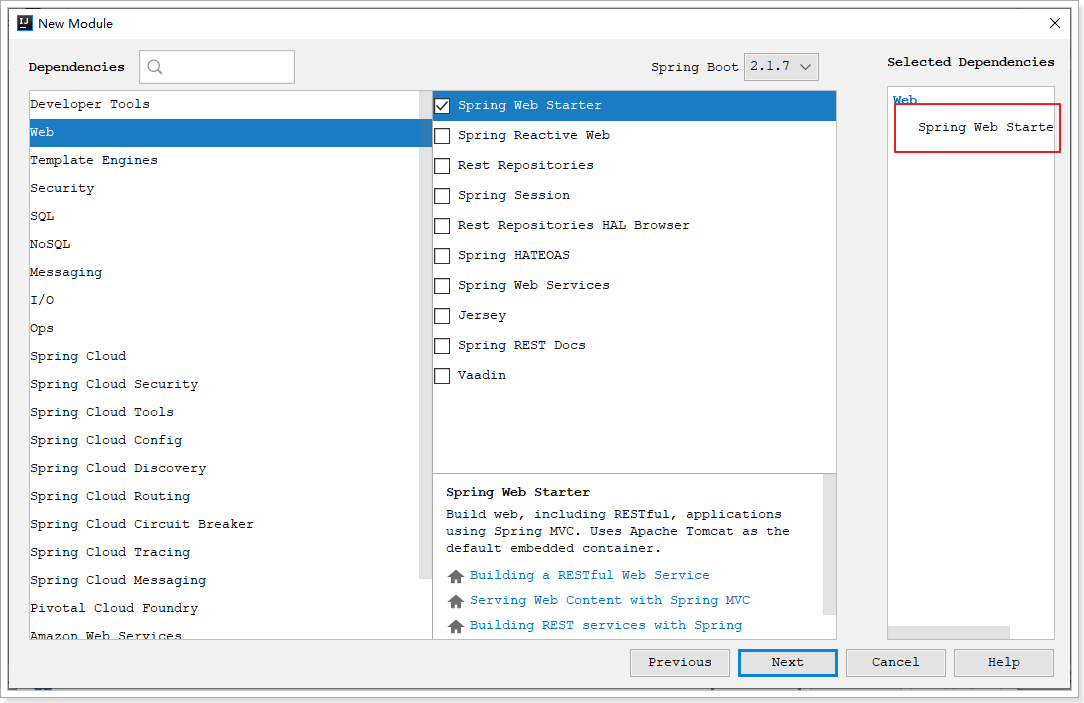 New Module
Dependencies
Spring Boot 2.1.7
Selected Dependencies
Developer Tools
Web
Template Engines
Security
SQL
NoSQL
Messaging
I/O
Ops
Spring Cloud
Spring Cloud Security
Spring Cloud Tools
Spring Cloud Config
Spring Cloud Discovery
Spring Cloud Routing
Spring Cloud Circuit Breaker
Spring Cloud Tracing
Spring Cloud Messaging
Pivotal Cloud Foundry
Amazon Web Services
Spring Web Starter
Spring Reactive Web
Rest Repositories
Spring Session
Rest Repositories HAL Browser
Spring HATEOAS
Spring Web Services
Jersey
Spring REST Docs
Vaadin
Spring Web Starter
Build web, including RESTful, applications
using Spring MVC. Uses Apache Tomcat as the
default embedded container.
Building a RESTful Web Service
Serving Web Content with Spring MVC
Building REST services with Spring
Web
Spring Web Starte
Previous
Next
Cancel
Help